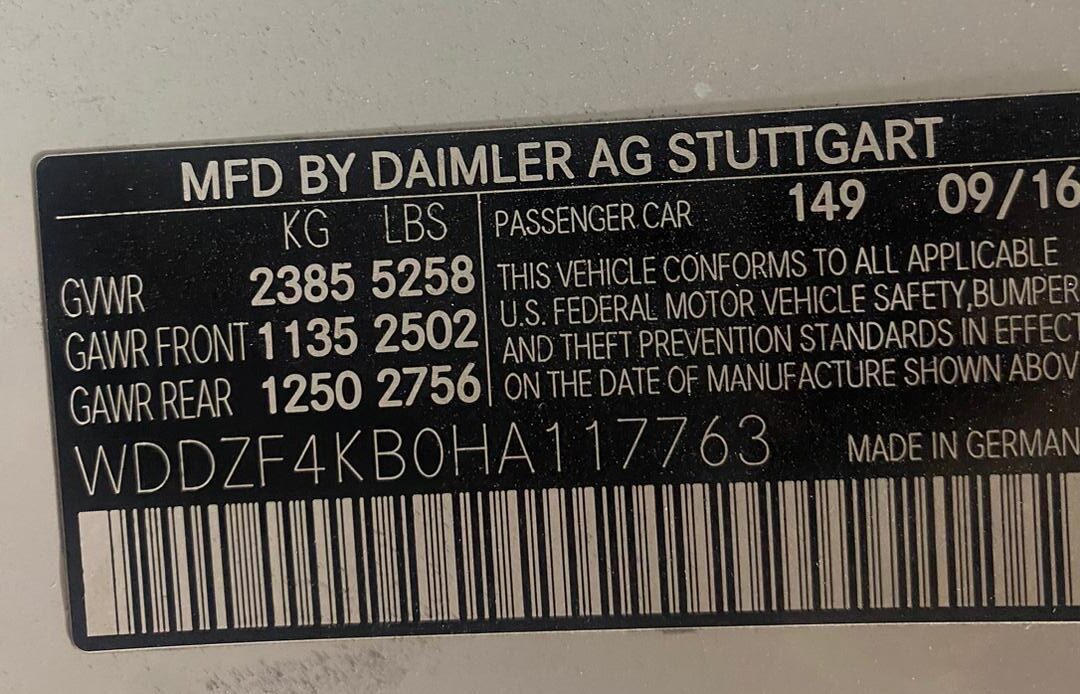 MFD BY DAIMLER AG STUTTGART
KG LBS
GVWR 2385 5258
GAWR FRONT 1135 2502
GAWR REAR 1250 2756
PASSENGER CAR 149 09/16
THIS VEHICLE CONFORMS TO ALL APPLICABLE
U.S. FEDERAL MOTOR VEHICLE SAFETY,BUMPER
AND THEFT PREVENTION STANDARDS IN EFFECT
ON THE DATE OF MANUFACTURE SHOWN ABOV
WDDZF4KB0HA117763
MADE IN GERMAN